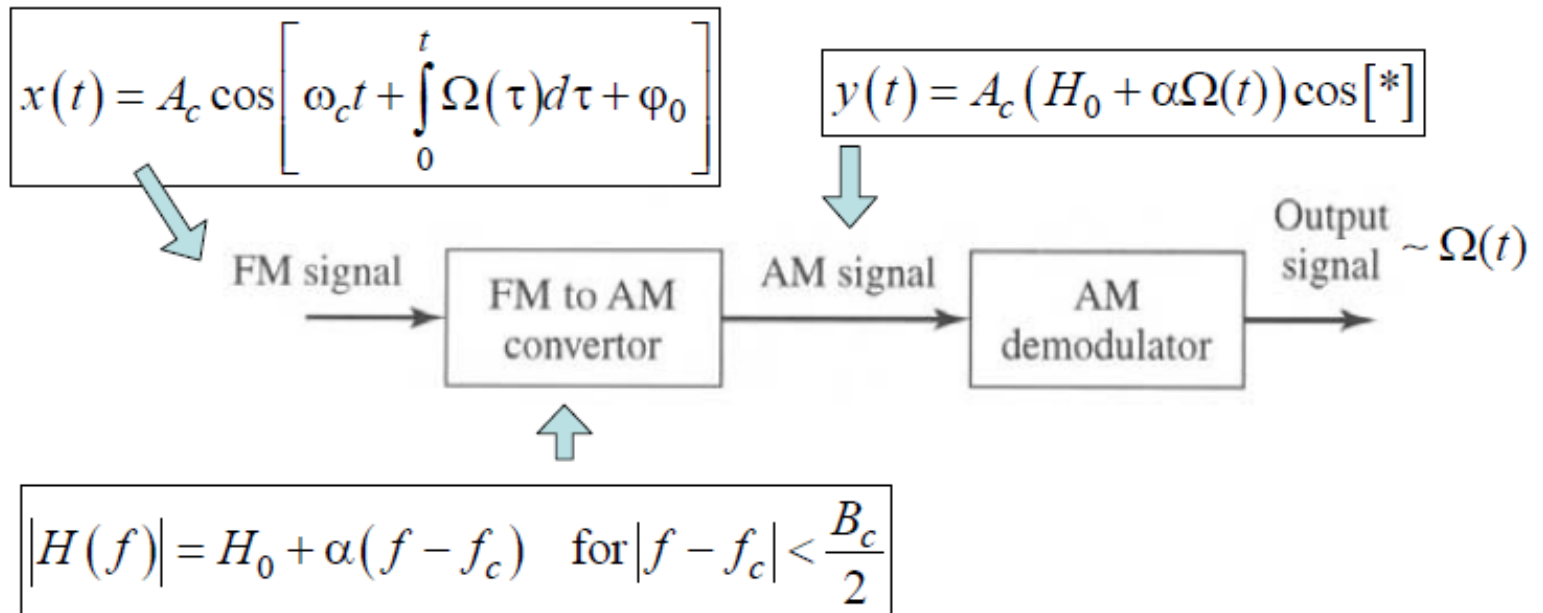 x(t) = A_c cos[ω_c t + ∫_0^t Ω(τ)dτ + φ_0]
y(t) = A_c (H_0 + αΩ(t)) cos[*]
FM signal
FM to AM
convertor
AM signal
AM
demodulator
Output
signal ~ Ω(t)
|H(f)| = H_0 + α(f − f_c) for |f − f_c| < B_c/2